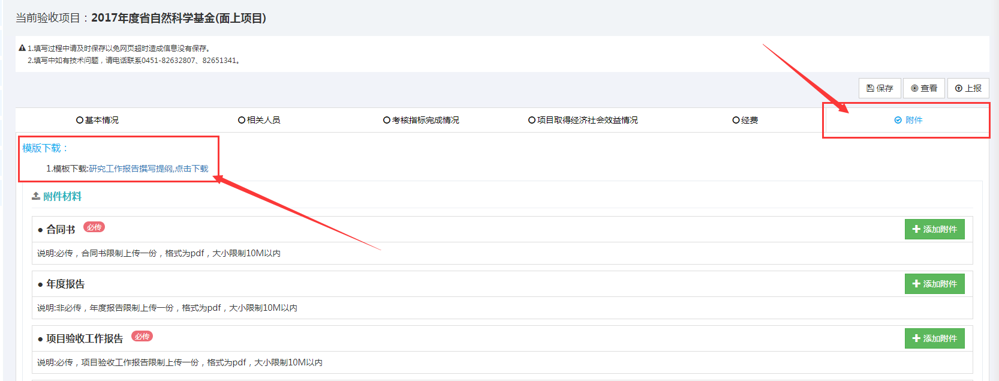 当前验收项目：2017年度省自然科学基金(面上项目)
1.填写过程中请及时保存以免网页超时造成信息没有保存。
2.填写中如有技术问题，请电话联系0451-82632807、82651341。
保存 查看 上报
基本情况 相关人员 考核指标完成情况 项目取得经济社会效益情况 经费 附件
模版下载：
1.模板下载:研究工作报告撰写提纲,点击下载
附件材料
● 合同书 必传 添加附件
说明:必传，合同书限制上传一份，格式为pdf，大小限制10M以内
● 年度报告 添加附件
说明:非必传，年度报告限制上传一份，格式为pdf，大小限制10M以内
● 项目验收工作报告 必传 添加附件
说明:必传，项目验收工作报告限制上传一份，格式为pdf，大小限制10M以内